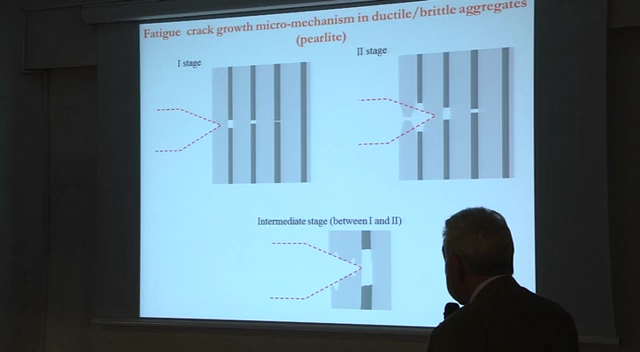 Fatigue crack growth micro-mechanism in ductile/brittle aggregates
(pearlite)
I stage
II stage
Intermediate stage (between I and II)